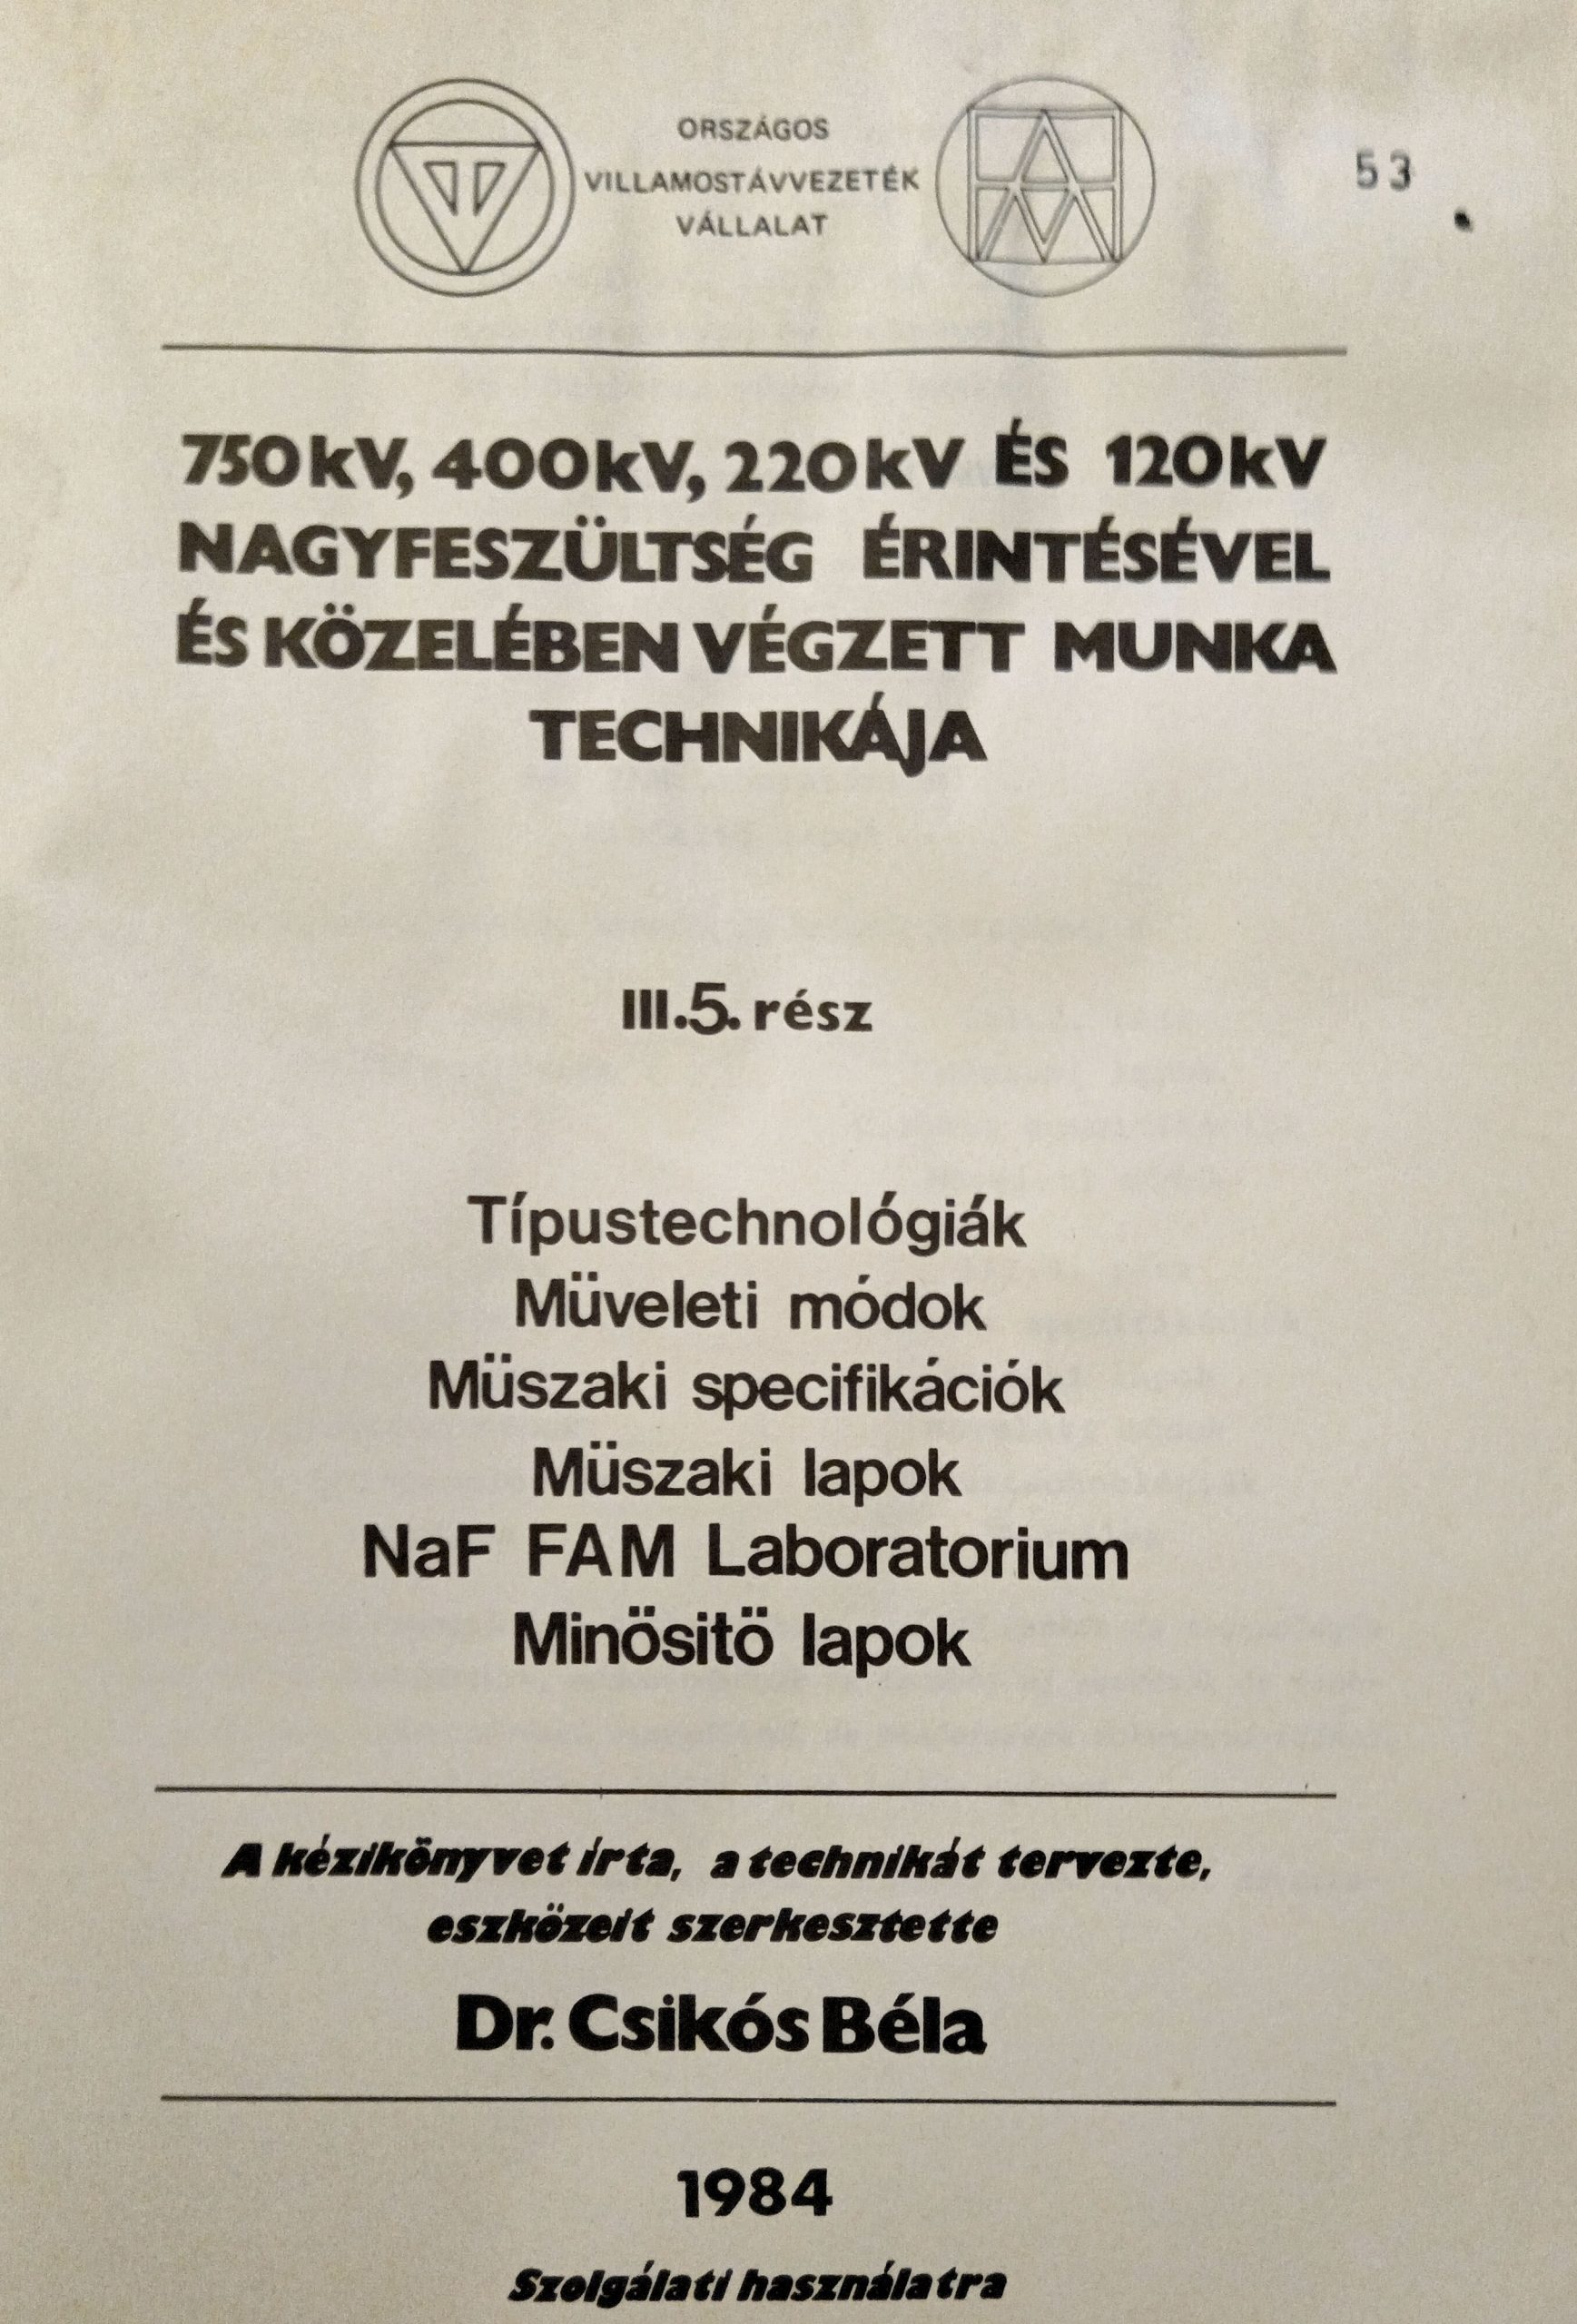 ORSZÁGOS
VILLAMOSTÁVVEZETÉK
VÁLLALAT
53
750kV, 400kV, 220kV ÉS 120kV
NAGYFESZÜLTSÉG ÉRINTÉSÉVEL
ÉS KÖZELÉBEN VÉGZETT MUNKA
TECHNIKÁJA
III.5. rész
Típustechnológiák
Müveleti módok
Müszaki specifikációk
Müszaki lapok
NaF FAM Laboratorium
Minösitö lapok
A kézikönyvet írta, a technikát tervezte,
eszközeit szerkesztette
Dr. Csikós Béla
1984
Szolgálati használatra